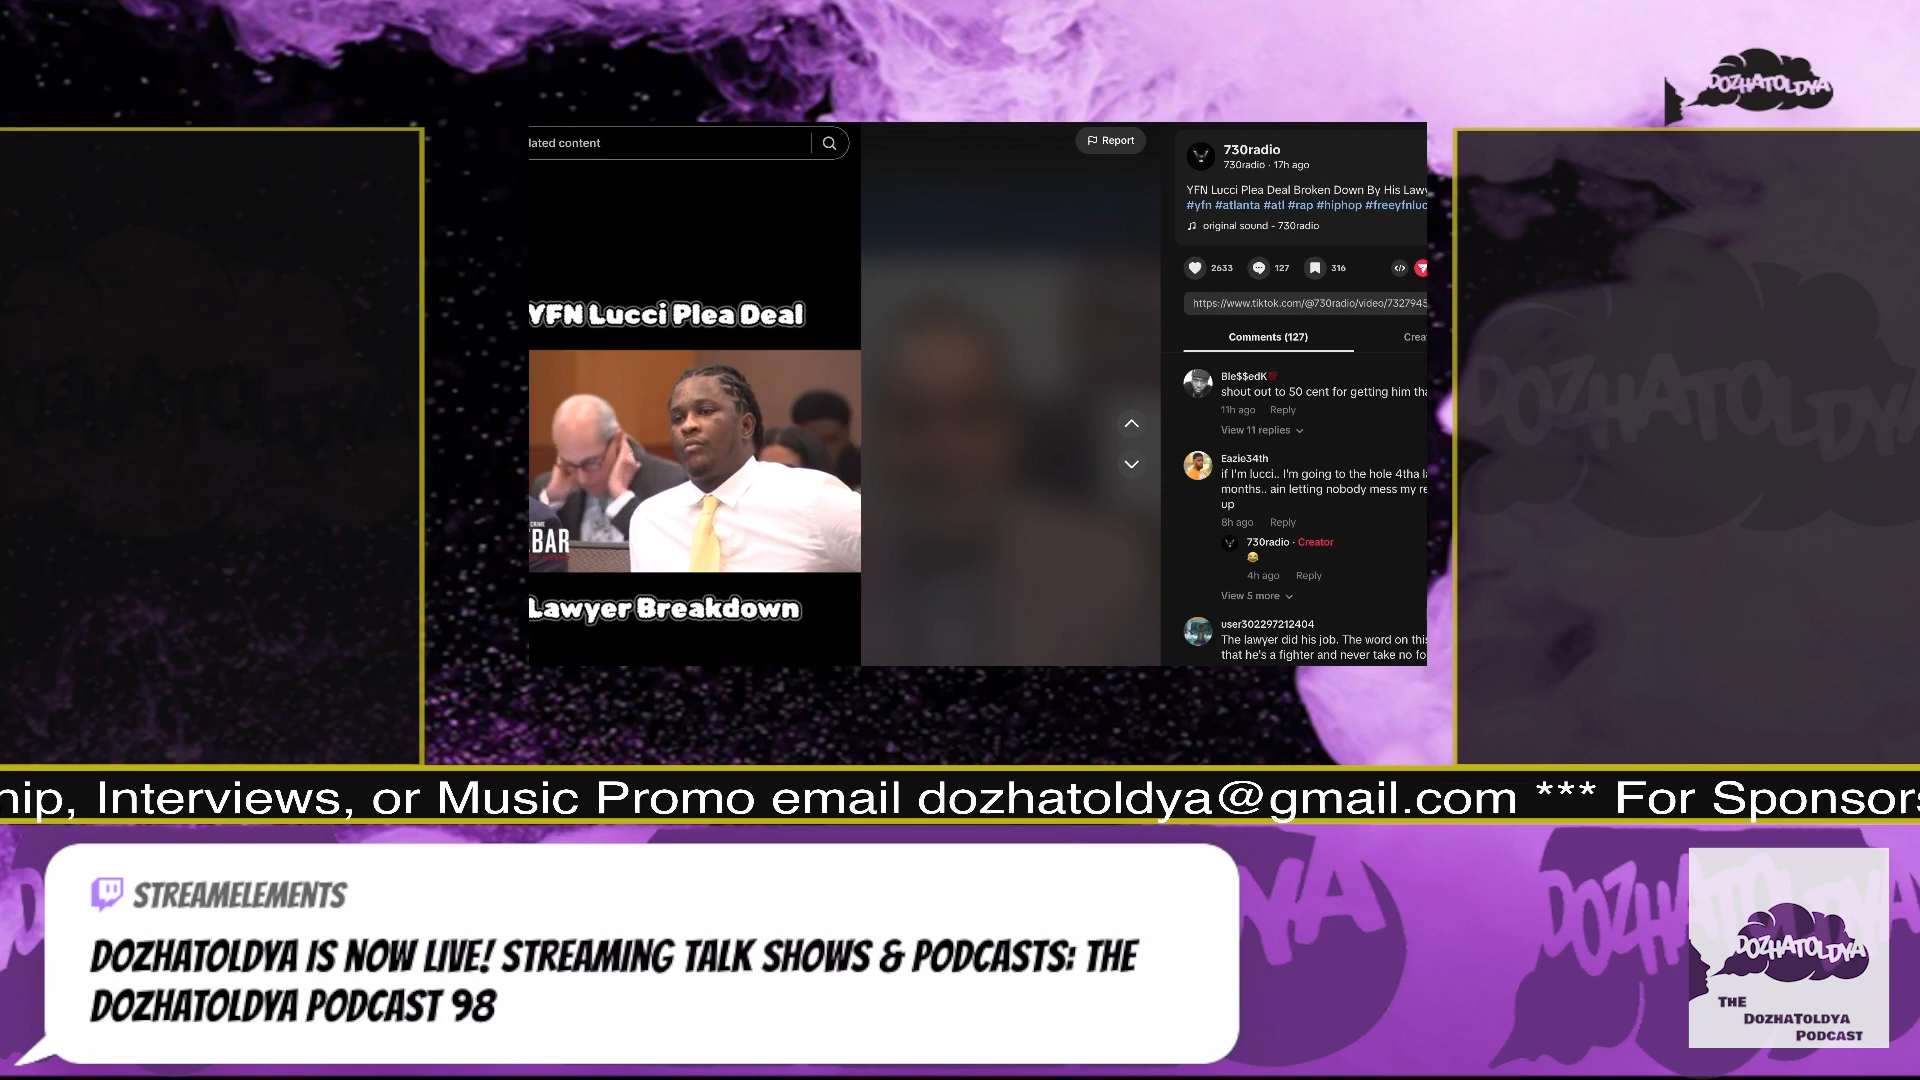 DOZHATOLDYA
lated content
Report
730radio
730radio · 17h ago
YFN Lucci Plea Deal Broken Down By His Lawy
#yfn #atlanta #atl #rap #hiphop #freeyfnluc
original sound - 730radio
2633
127
316
https://www.tiktok.com/@730radio/video/7327945
Comments (127)
Crea
YFN Lucci Plea Deal
CRIME
BAR
Lawyer Breakdown
Ble$$edK
shout out to 50 cent for getting him tha
11h ago Reply
View 11 replies
Eazie34th
if I'm lucci.. I'm going to the hole 4tha la
months.. ain letting nobody mess my re
up
8h ago Reply
730radio · Creator
😂
4h ago Reply
View 5 more
user302297212404
The lawyer did his job. The word on this
that he's a fighter and never take no fo
DOZHATOLDYA
hip, Interviews, or Music Promo email dozhatoldya@gmail.com *** For Sponsors
STREAMELEMENTS
DOZHATOLDYA IS NOW LIVE! STREAMING TALK SHOWS & PODCASTS: THE
DOZHATOLDYA PODCAST 98
DOZHATOLDYA
THE
DOZHATOLDYA
PODCAST